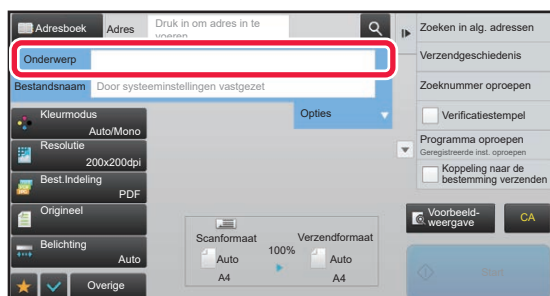 Adresboek
Adres
Druk in om adres in te
voeren
Onderwerp
Bestandsnaam
Door systeeminstellingen vastgezet
Opties
Kleurmodus
Auto/Mono
Resolutie
200x200dpi
Best.Indeling
PDF
Origineel
Belichting
Auto
Overige
Scanformaat
Auto
A4
100%
Verzendformaat
Auto
A4
Zoeken in alg. adressen
Verzendgeschiedenis
Zoeknummer oproepen
Verificatiestempel
Programma oproepen
Geregistreerde inst. oproepen
Koppeling naar de
bestemming verzenden
Voorbeeld-
weergave
CA
Start